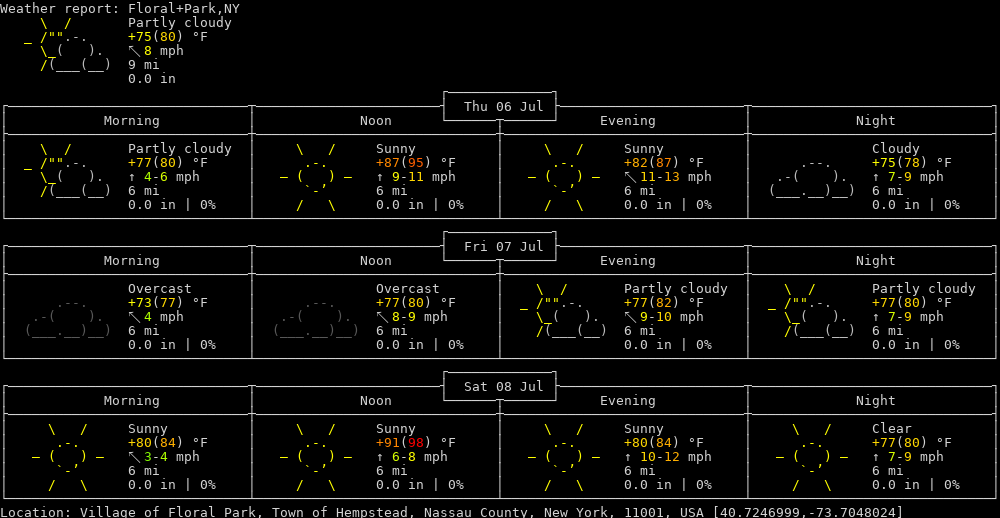 Weather report: Floral+Park,NY
Partly cloudy
+75(80) °F
↖ 8 mph
9 mi
0.0 in
Thu 06 Jul
Morning Noon Evening Night
Partly cloudy Sunny Sunny Cloudy
+77(80) °F +87(95) °F +82(87) °F +75(78) °F
↑ 4-6 mph ↑ 9-11 mph ↖ 11-13 mph ↑ 7-9 mph
6 mi 6 mi 6 mi 6 mi
0.0 in | 0% 0.0 in | 0% 0.0 in | 0% 0.0 in | 0%
Fri 07 Jul
Morning Noon Evening Night
Overcast Overcast Partly cloudy Partly cloudy
+73(77) °F +77(80) °F +77(82) °F +77(80) °F
↖ 4 mph ↖ 8-9 mph ↖ 9-10 mph ↑ 7-9 mph
6 mi 6 mi 6 mi 6 mi
0.0 in | 0% 0.0 in | 0% 0.0 in | 0% 0.0 in | 0%
Sat 08 Jul
Morning Noon Evening Night
Sunny Sunny Sunny Clear
+80(84) °F +91(98) °F +80(84) °F +77(80) °F
↖ 3-4 mph ↑ 6-8 mph ↑ 10-12 mph ↑ 7-9 mph
6 mi 6 mi 6 mi 6 mi
0.0 in | 0% 0.0 in | 0% 0.0 in | 0% 0.0 in | 0%
Location: Village of Floral Park, Town of Hempstead, Nassau County, New York, 11001, USA [40.7246999,-73.7048024]